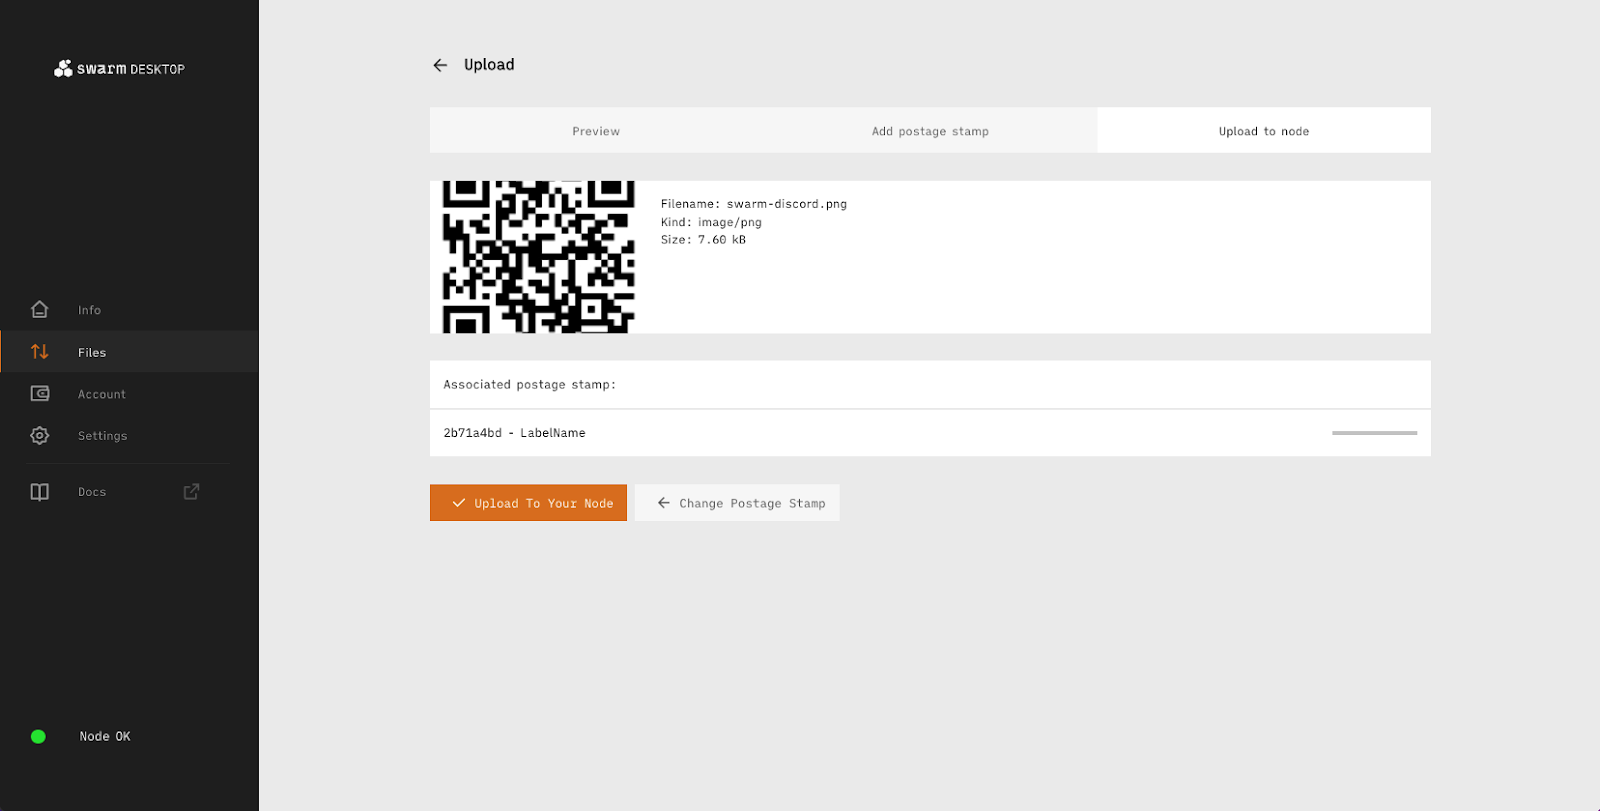 swarm DESKTOP
Info
Files
Account
Settings
Docs
Node OK
Upload
Preview
Add postage stamp
Upload to node
Filename: swarm-discord.png
Kind: image/png
Size: 7.60 kB
Associated postage stamp:
2b71a4bd - LabelName
Upload To Your Node
Change Postage Stamp